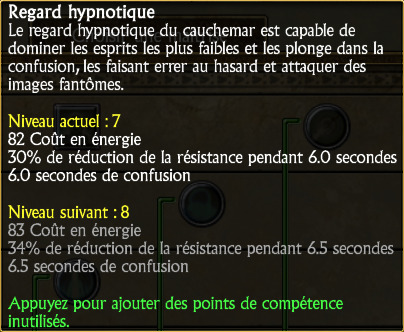 Regard hypnotique
Le regard hypnotique du cauchemar est capable de
dominer les esprits les plus faibles et les plonge dans la
confusion, les faisant errer au hasard et attaquer des
images fantômes.
Niveau actuel : 7
82 Coût en énergie
30% de réduction de la résistance pendant 6.0 secondes
6.0 secondes de confusion
Niveau suivant : 8
83 Coût en énergie
34% de réduction de la résistance pendant 6.5 secondes
6.5 secondes de confusion
Appuyez pour ajouter des points de compétence
inutilisés.